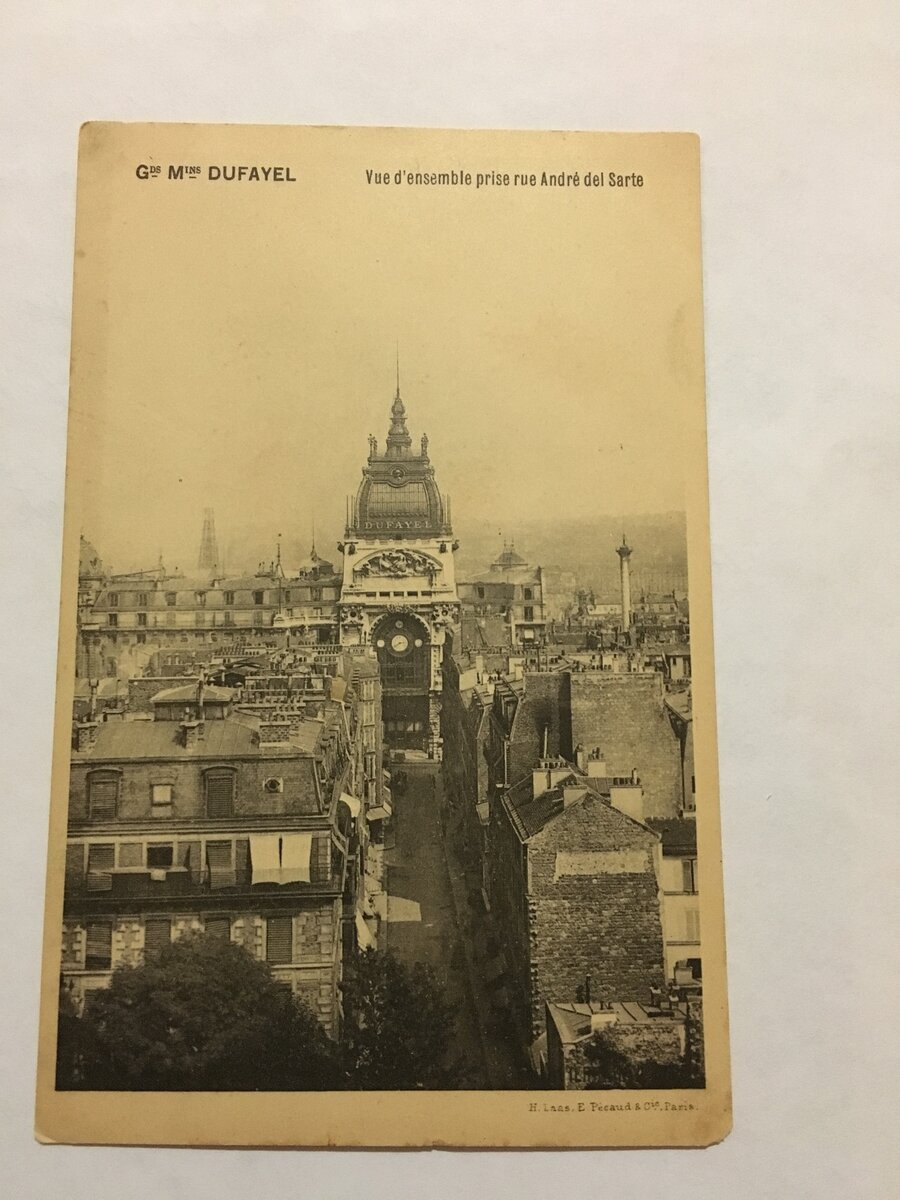 Gds Mins DUFAYEL
Vue d'ensemble prise rue André del Sarte
DUFAYEL
H. Laas, E. Pécaud & Cie, Paris.